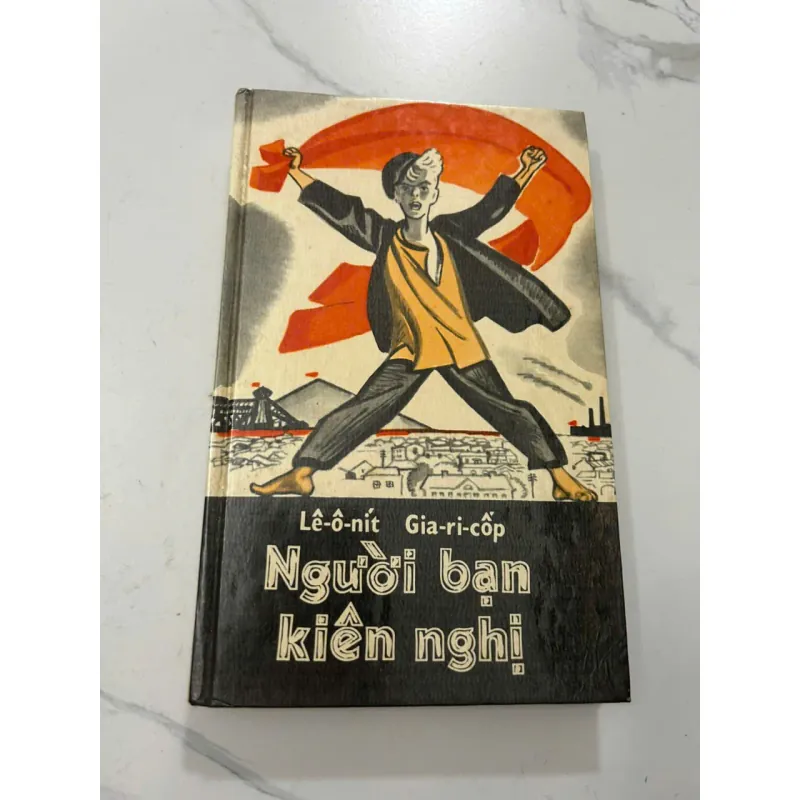 Lê-ô-nít Gia-ri-cốp
Người bạn
kiên nghị